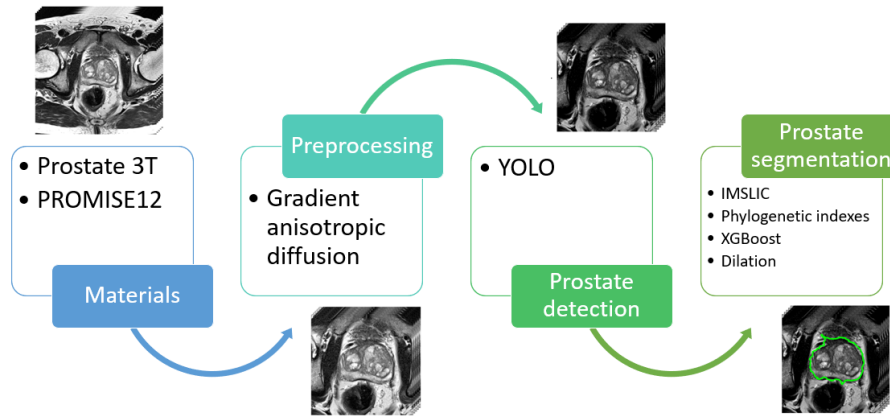 • Prostate 3T
• PROMISE12
Materials
Preprocessing
• Gradient
anisotropic
diffusion
• YOLO
Prostate
detection
Prostate
segmentation
• IMSLIC
• Phylogenetic indexes
• XGBoost
• Dilation